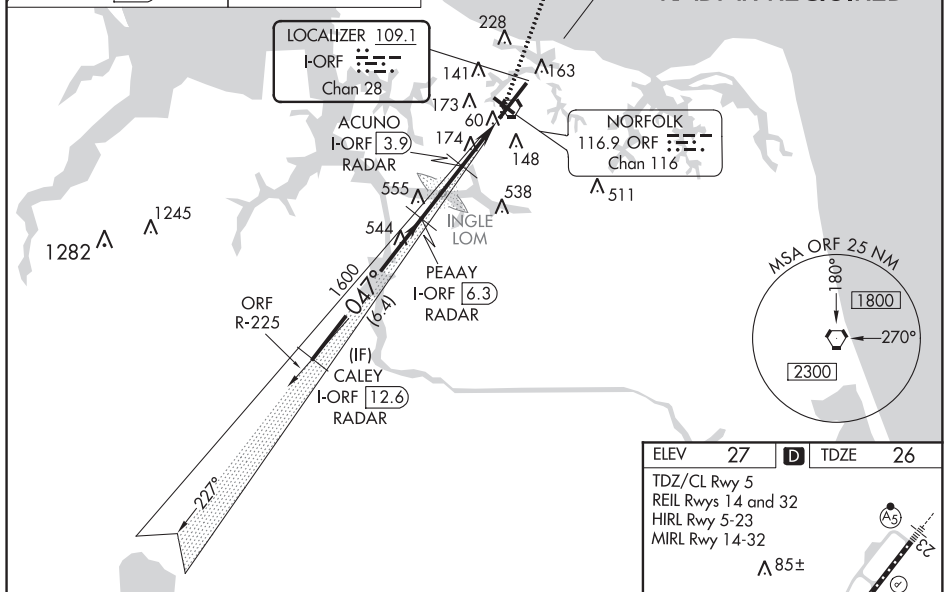 228
LOCALIZER 109.1
I-ORF
Chan 28
141
163
173
60
ACUNO
I-ORF 3.9
RADAR
174
148
NORFOLK
116.9 ORF
Chan 116
555
538
511
INGLE
LOM
1245
1282
544
PEAAY
I-ORF 6.3
RADAR
1600
047°
(6.4)
ORF
R-225
(IF)
CALEY
I-ORF 12.6
RADAR
227°
MSA ORF 25 NM
180°
1800
270°
2300
ELEV 27 D TDZE 26
TDZ/CL Rwy 5
REIL Rwys 14 and 32
HIRL Rwy 5-23
MIRL Rwy 14-32
A5
23
85±
P